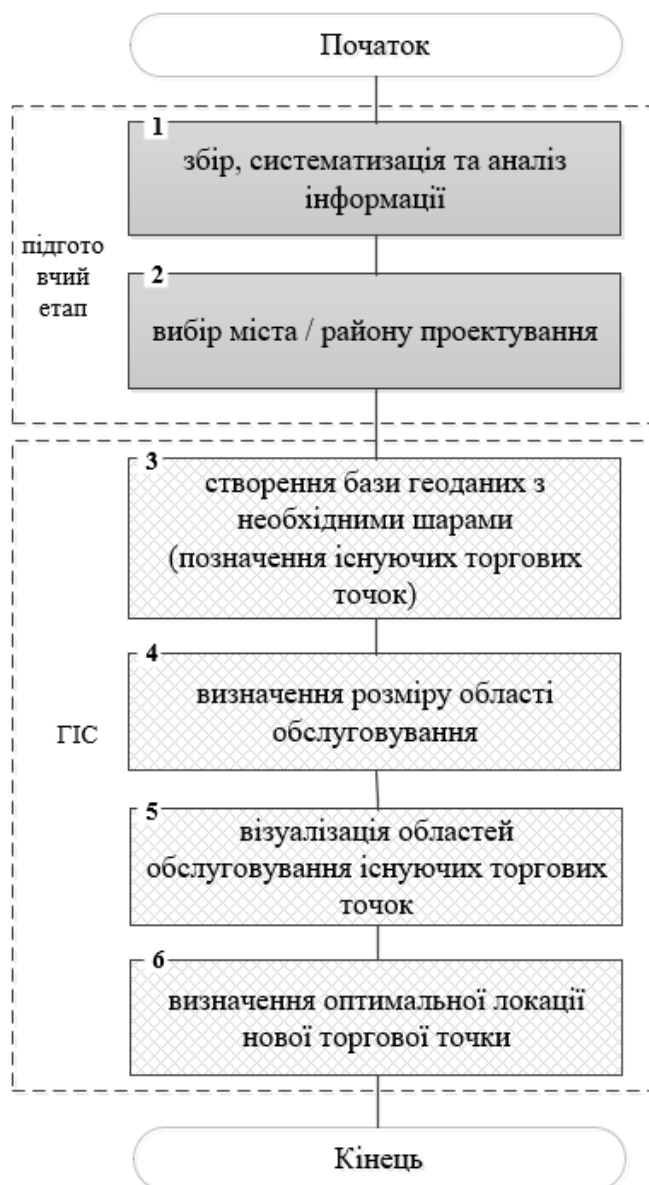 Початок
підгото
вчий
етап
1
збір, систематизація та аналіз
інформації
2
вибір міста / району проектування
ГІС
3
створення бази геоданих з
необхідними шарами
(позначення існуючих торгових
точок)
4
визначення розміру області
обслуговування
5
візуалізація областей
обслуговування існуючих торгових
точок
6
визначення оптимальної локації
нової торгової точки
Кінець